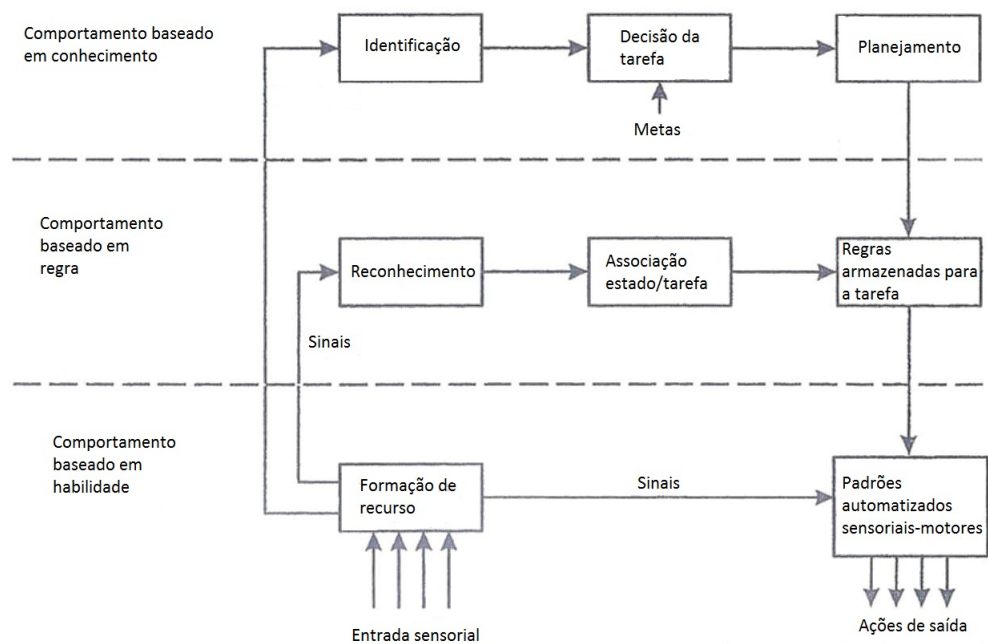 Comportamento baseado
em conhecimento
Identificação
Decisão da
tarefa
Planejamento
Metas
Comportamento
baseado em
regra
Reconhecimento
Associação
estado/tarefa
Regras
armazenadas para
a tarefa
Sinais
Comportamento
baseado em
habilidade
Formação de
recurso
Sinais
Padrões
automatizados
sensoriais-motores
Entrada sensorial
Ações de saída